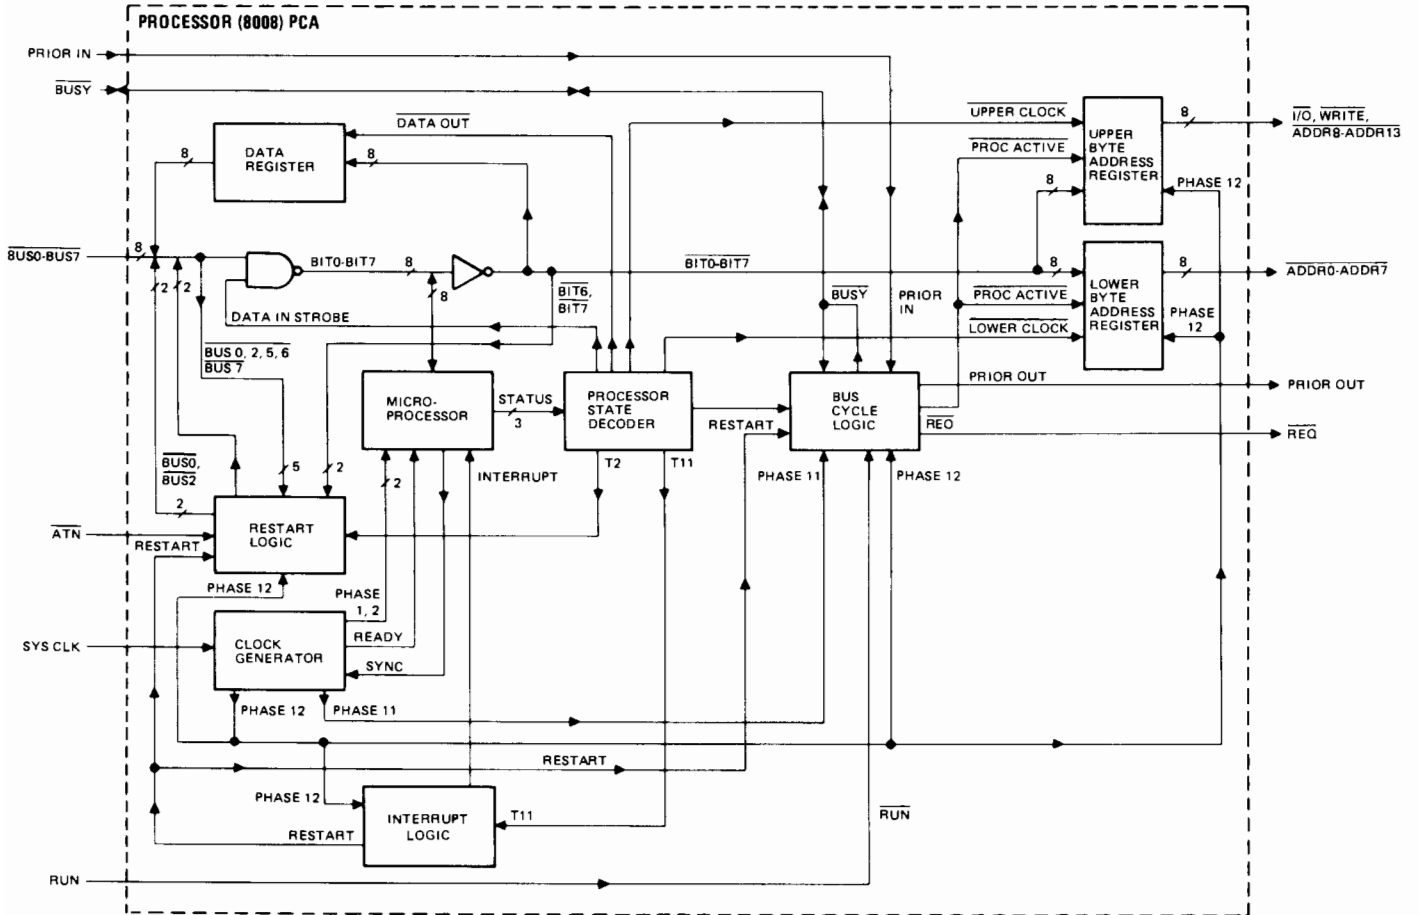 PROCESSOR (8008) PCA
PRIOR IN
BUSY
DATA OUT
UPPER CLOCK
8
I/O, WRITE,
ADDR8-ADDR13
DATA
REGISTER
8
8
PROC ACTIVE
UPPER
BYTE
ADDRESS
REGISTER
8
PHASE 12
BUS0-BUS7
8
BIT0-BIT7
8
BIT0-BIT7
8
8
ADDR0-ADDR7
2
2
8
BIT6,
BIT7
BUSY
PRIOR
IN
PROC ACTIVE
LOWER
BYTE
ADDRESS
REGISTER
PHASE
12
DATA IN STROBE
LOWER CLOCK
BUS 0, 2, 5, 6
BUS 7
MICRO-
PROCESSOR
STATUS
3
PROCESSOR
STATE
DECODER
RESTART
BUS
CYCLE
LOGIC
PRIOR OUT
PRIOR OUT
REQ
REQ
BUS0,
BUS2
5
2
2
INTERRUPT
T2
T11
PHASE 11
PHASE 12
2
ATN
RESTART
RESTART
LOGIC
PHASE 12
PHASE
1, 2
SYS CLK
CLOCK
GENERATOR
READY
SYNC
PHASE 12
PHASE 11
RESTART
PHASE 12
INTERRUPT
LOGIC
T11
RUN
RESTART
RUN